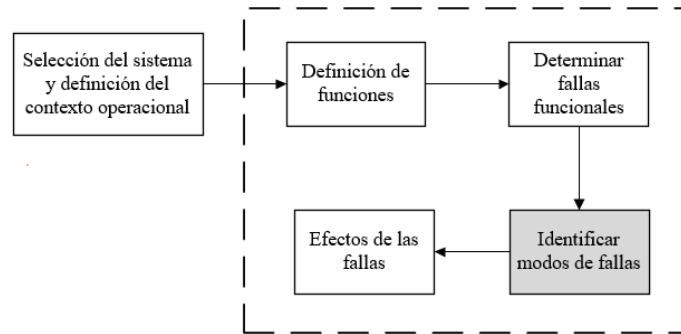 Selección del sistema
y definición del
contexto operacional
Definición de
funciones
Determinar
fallas
funcionales
Identificar
modos de fallas
Efectos de las
fallas